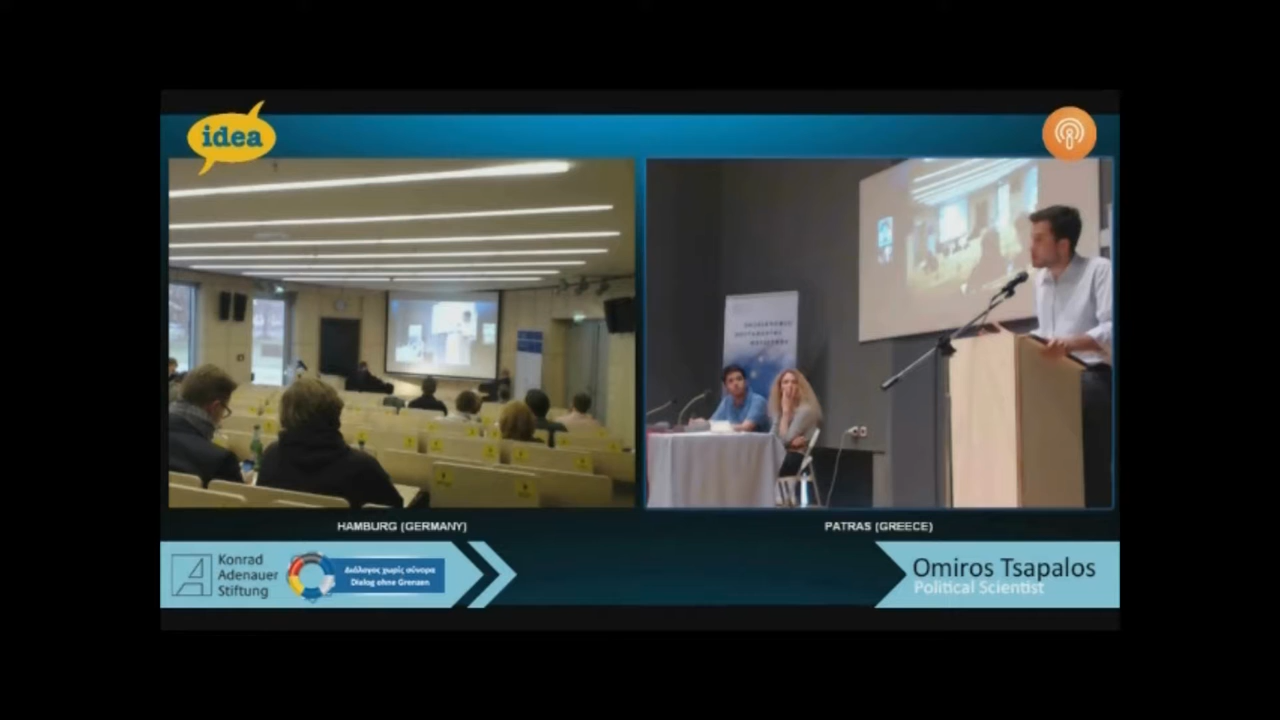 idea
HAMBURG (GERMANY)
PATRAS (GREECE)
Konrad
Adenauer
Stiftung
Διάλογος χωρίς σύνορα
Dialog ohne Grenzen
Omiros Tsapalos
Political Scientist